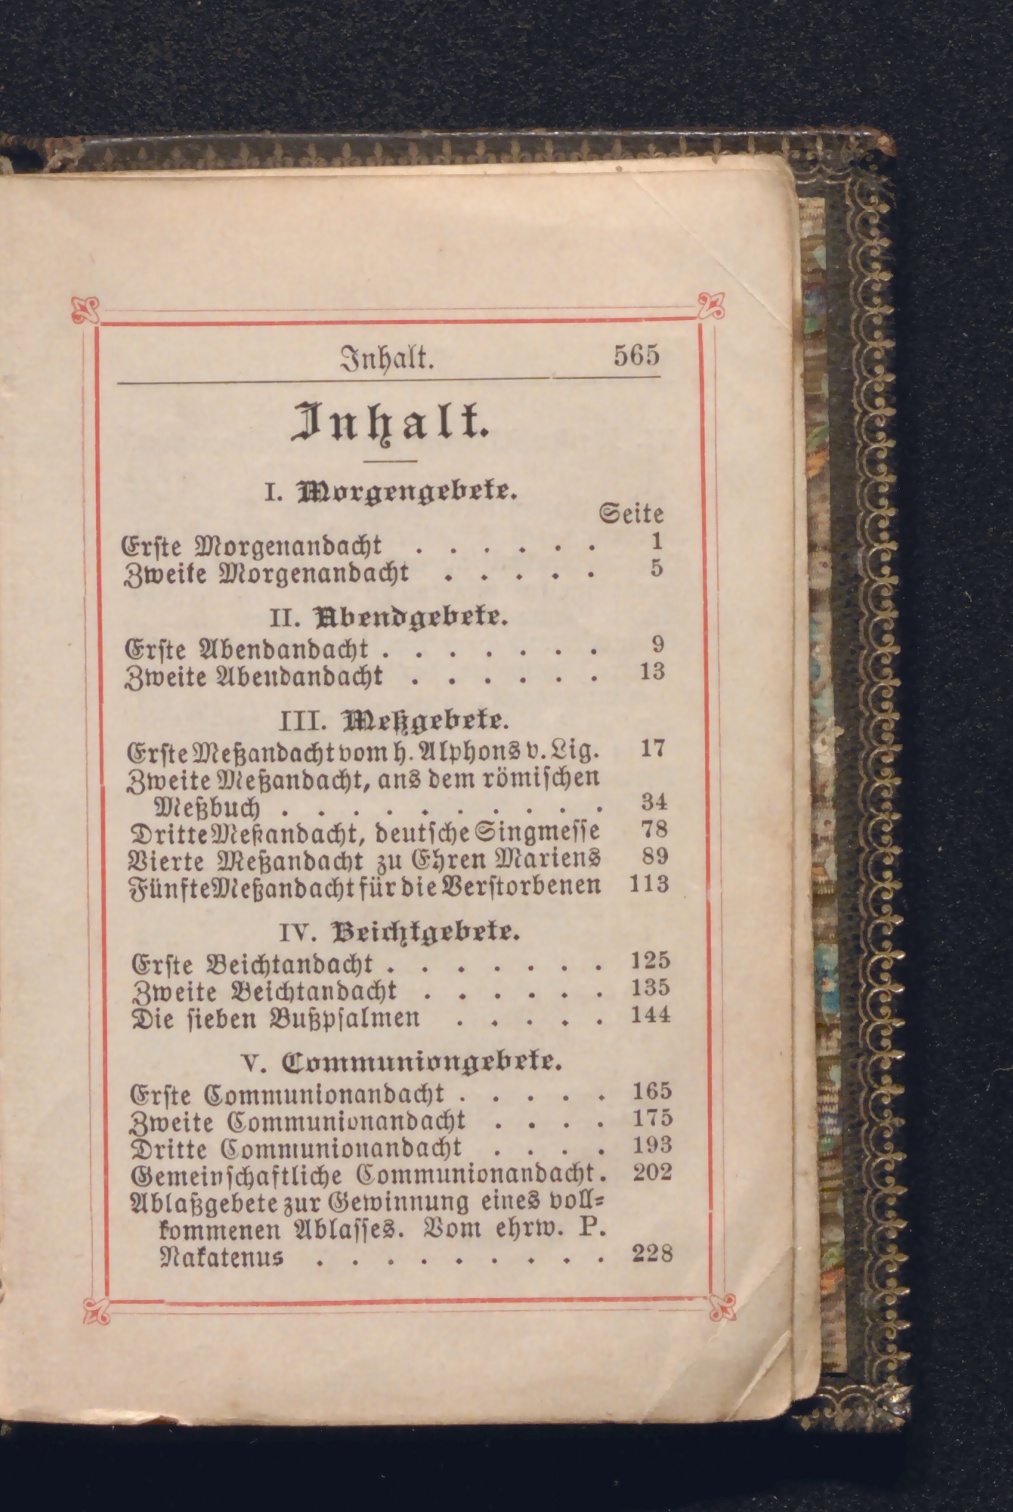 Inhalt. 565
Inhalt.
I. Morgengebete.
Seite
Erste Morgenandacht . . . . . . 1
Zweite Morgenandacht . . . . . 5
II. Abendgebete.
Erste Abendandacht . . . . . . . 9
Zweite Abendandacht . . . . . . 13
III. Meßgebete.
Erste Meßandacht vom h. Alphons v. Lig. 17
Zweite Meßandacht, aus dem römischen
Meßbuch . . . . . . . . . . 34
Dritte Meßandacht, deutsche Singmesse 78
Vierte Meßandacht zu Ehren Mariens 89
Fünfte Meßandacht für die Verstorbenen 113
IV. Beichtgebete.
Erste Beichtandacht . . . . . . . 125
Zweite Beichtandacht . . . . . . 135
Die sieben Bußpsalmen . . . . . 144
V. Communiongebete.
Erste Communionandacht . . . . . 165
Zweite Communionandacht . . . . 175
Dritte Communionandacht . . . . 193
Gemeinschaftliche Communionandacht . 202
Ablaßgebete zur Gewinnung eines voll-
kommenen Ablasses. Vom ehrw. P.
Nakatenus . . . . . . . . . 228